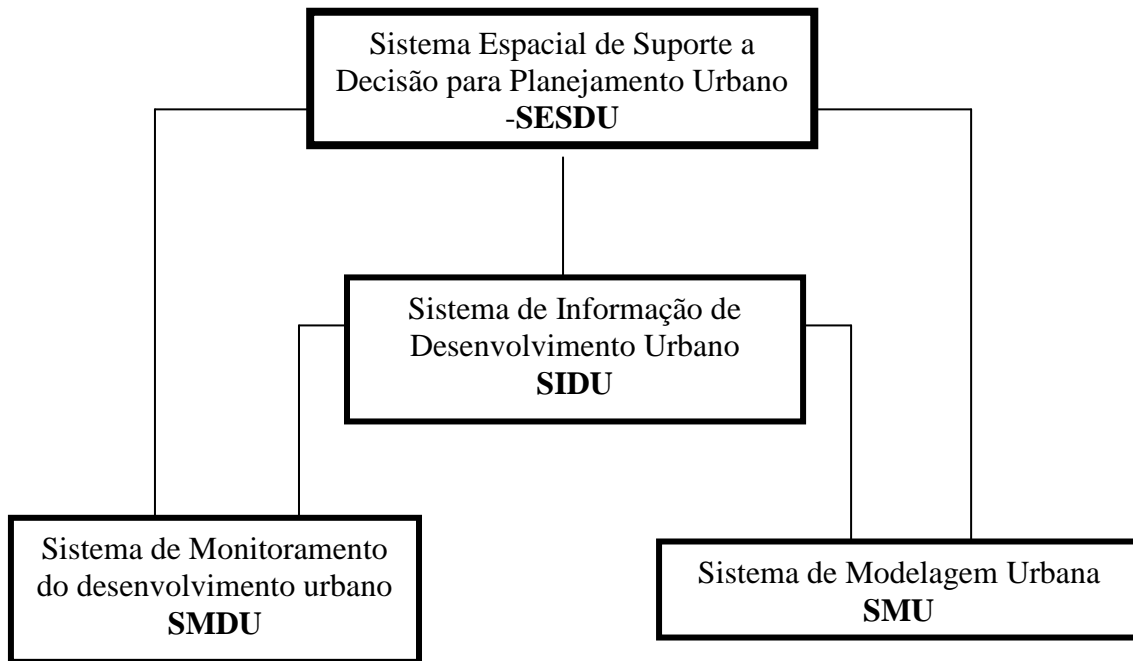 Sistema Espacial de Suporte a
Decisão para Planejamento Urbano
-SESDU
Sistema de Informação de
Desenvolvimento Urbano
SIDU
Sistema de Monitoramento
do desenvolvimento urbano
SMDU
Sistema de Modelagem Urbana
SMU